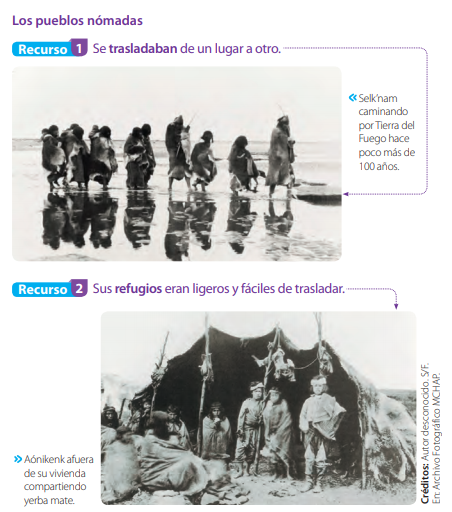 Los pueblos nómadas
Recurso 1 Se trasladaban de un lugar a otro.
« Selk’nam
caminando
por Tierra del
Fuego hace
poco más de
100 años.
Recurso 2 Sus refugios eran ligeros y fáciles de trasladar.
» Aónikenk afuera
de su vivienda
compartiendo
yerba mate.
Créditos: Autor desconocido. S/F.
En: Archivo Fotográfico MCHAP.